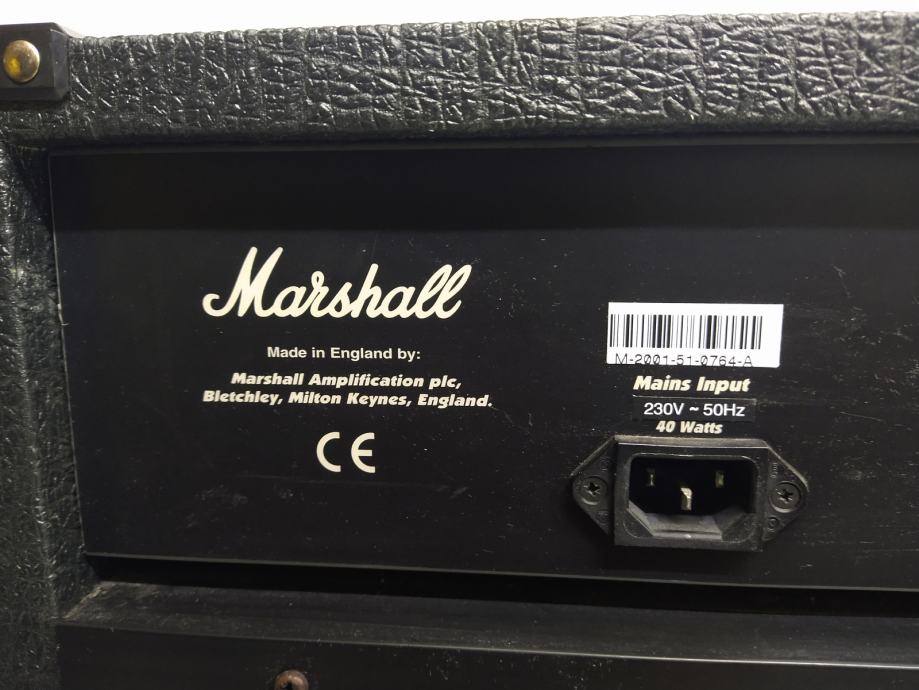 Marshall
Made in England by:
Marshall Amplification plc,
Bletchley, Milton Keynes, England.
CE
M-2001-51-0764-A
Mains Input
230V ~ 50Hz
40 Watts